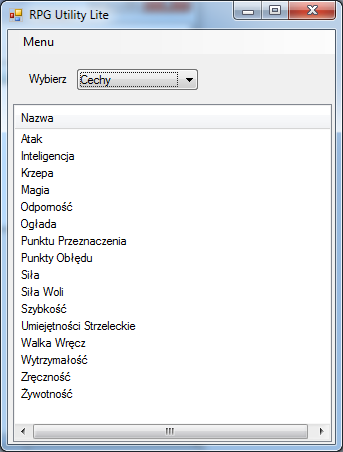 RPG Utility Lite
Menu
Wybierz Cechy
Nazwa
Atak
Inteligencja
Krzepa
Magia
Odporność
Ogłada
Punktu Przeznaczenia
Punkty Obłędu
Siła
Siła Woli
Szybkość
Umiejętności Strzeleckie
Walka Wręcz
Wytrzymałość
Zręczność
Żywotność